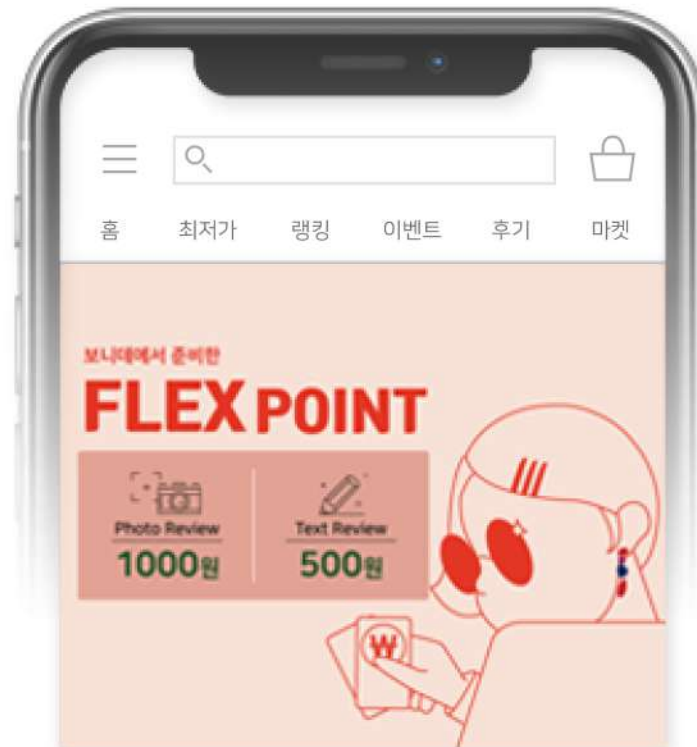 홈 최저가 랭킹 이벤트 후기 마켓
보니데에서 준비한
FLEX POINT
Photo Review Text Review
1000원 500원
₩